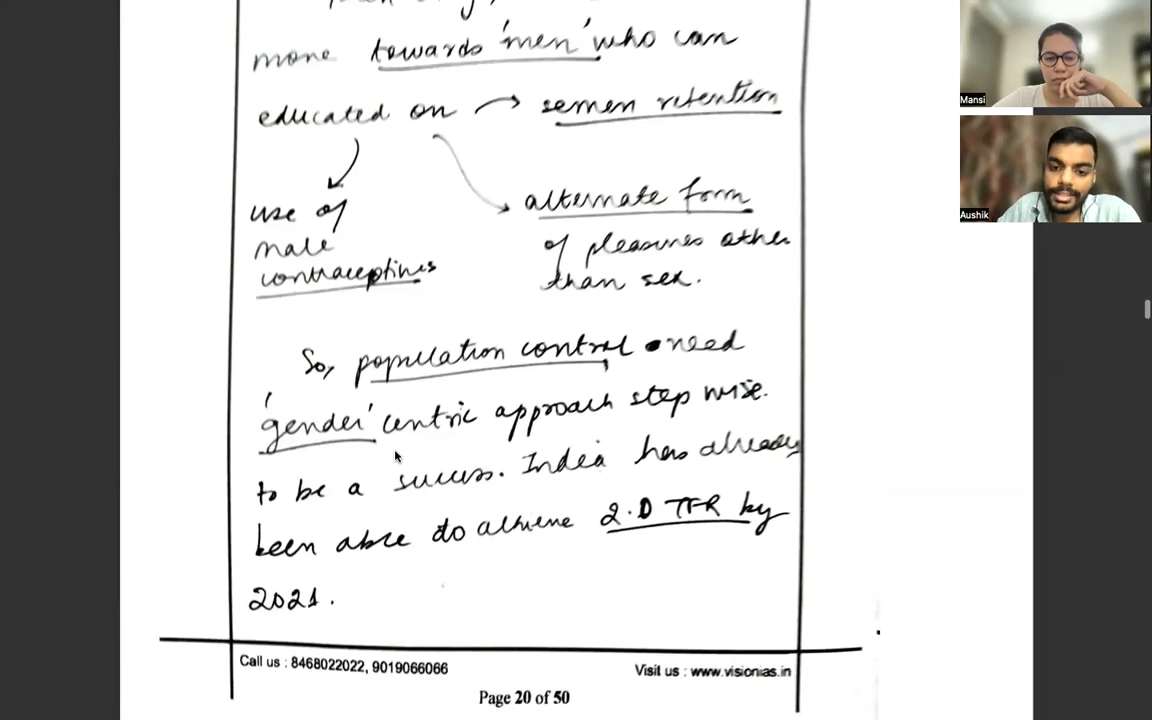 more towards 'men' who can
educated on → semen retention
use of
male
contraceptives
alternate form
of pleasures other
than sex.
So, population control need
'gender' centric approach step wise.
to be a success. India has already
been able to achieve 2.0 TFR by
2021.
Call us : 8468022022, 9019066066
Visit us : www.visionias.in
Page 20 of 50
Mansi
Aushik